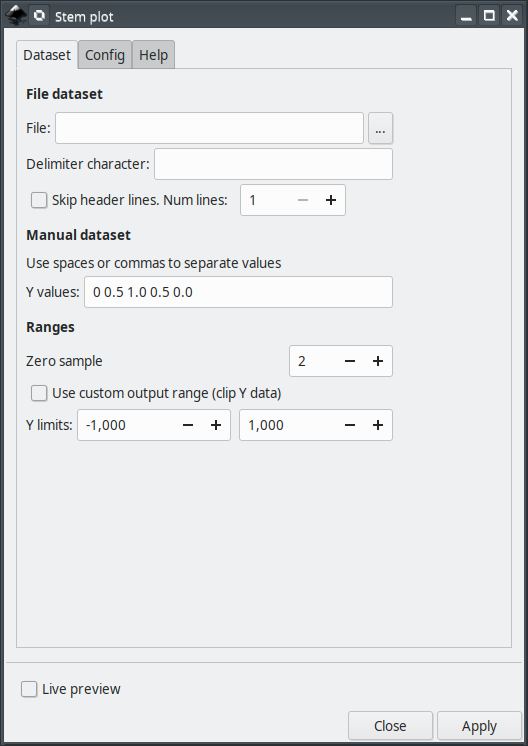 Stem plot
Dataset Config Help
File dataset
File: ...
Delimiter character:
Skip header lines. Num lines: 1
Manual dataset
Use spaces or commas to separate values
Y values: 0 0.5 1.0 0.5 0.0
Ranges
Zero sample 2
Use custom output range (clip Y data)
Y limits: -1,000 1,000
Live preview
Close Apply